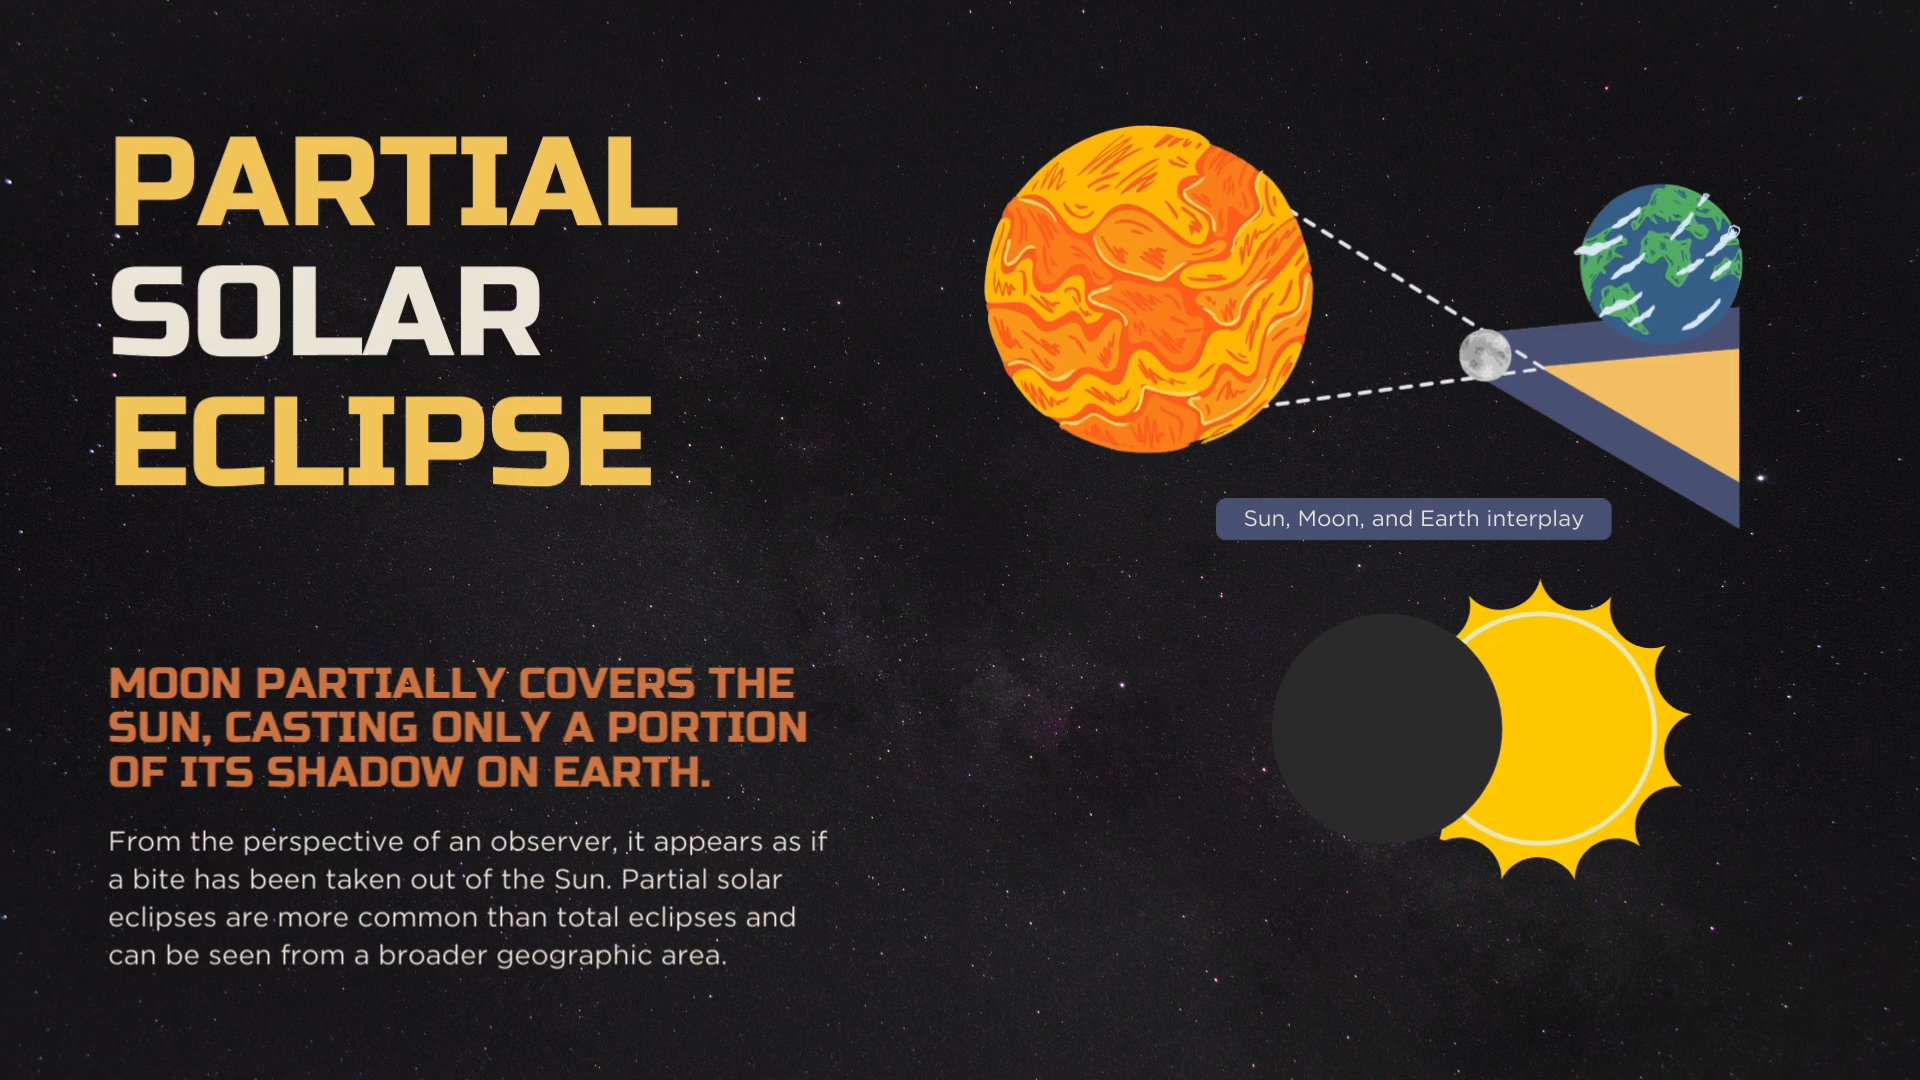 PARTIAL
SOLAR
ECLIPSE
Sun, Moon, and Earth interplay
MOON PARTIALLY COVERS THE
SUN, CASTING ONLY A PORTION
OF ITS SHADOW ON EARTH.
From the perspective of an observer, it appears as if
a bite has been taken out of the Sun. Partial solar
eclipses are more common than total eclipses and
can be seen from a broader geographic area.